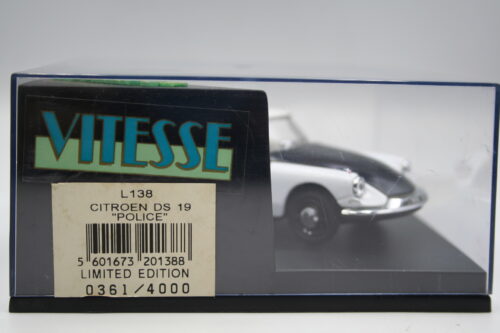 VITESSE
L138
CITROEN DS 19
"POLICE"
5 601673 201388
LIMITED EDITION
0361/4000